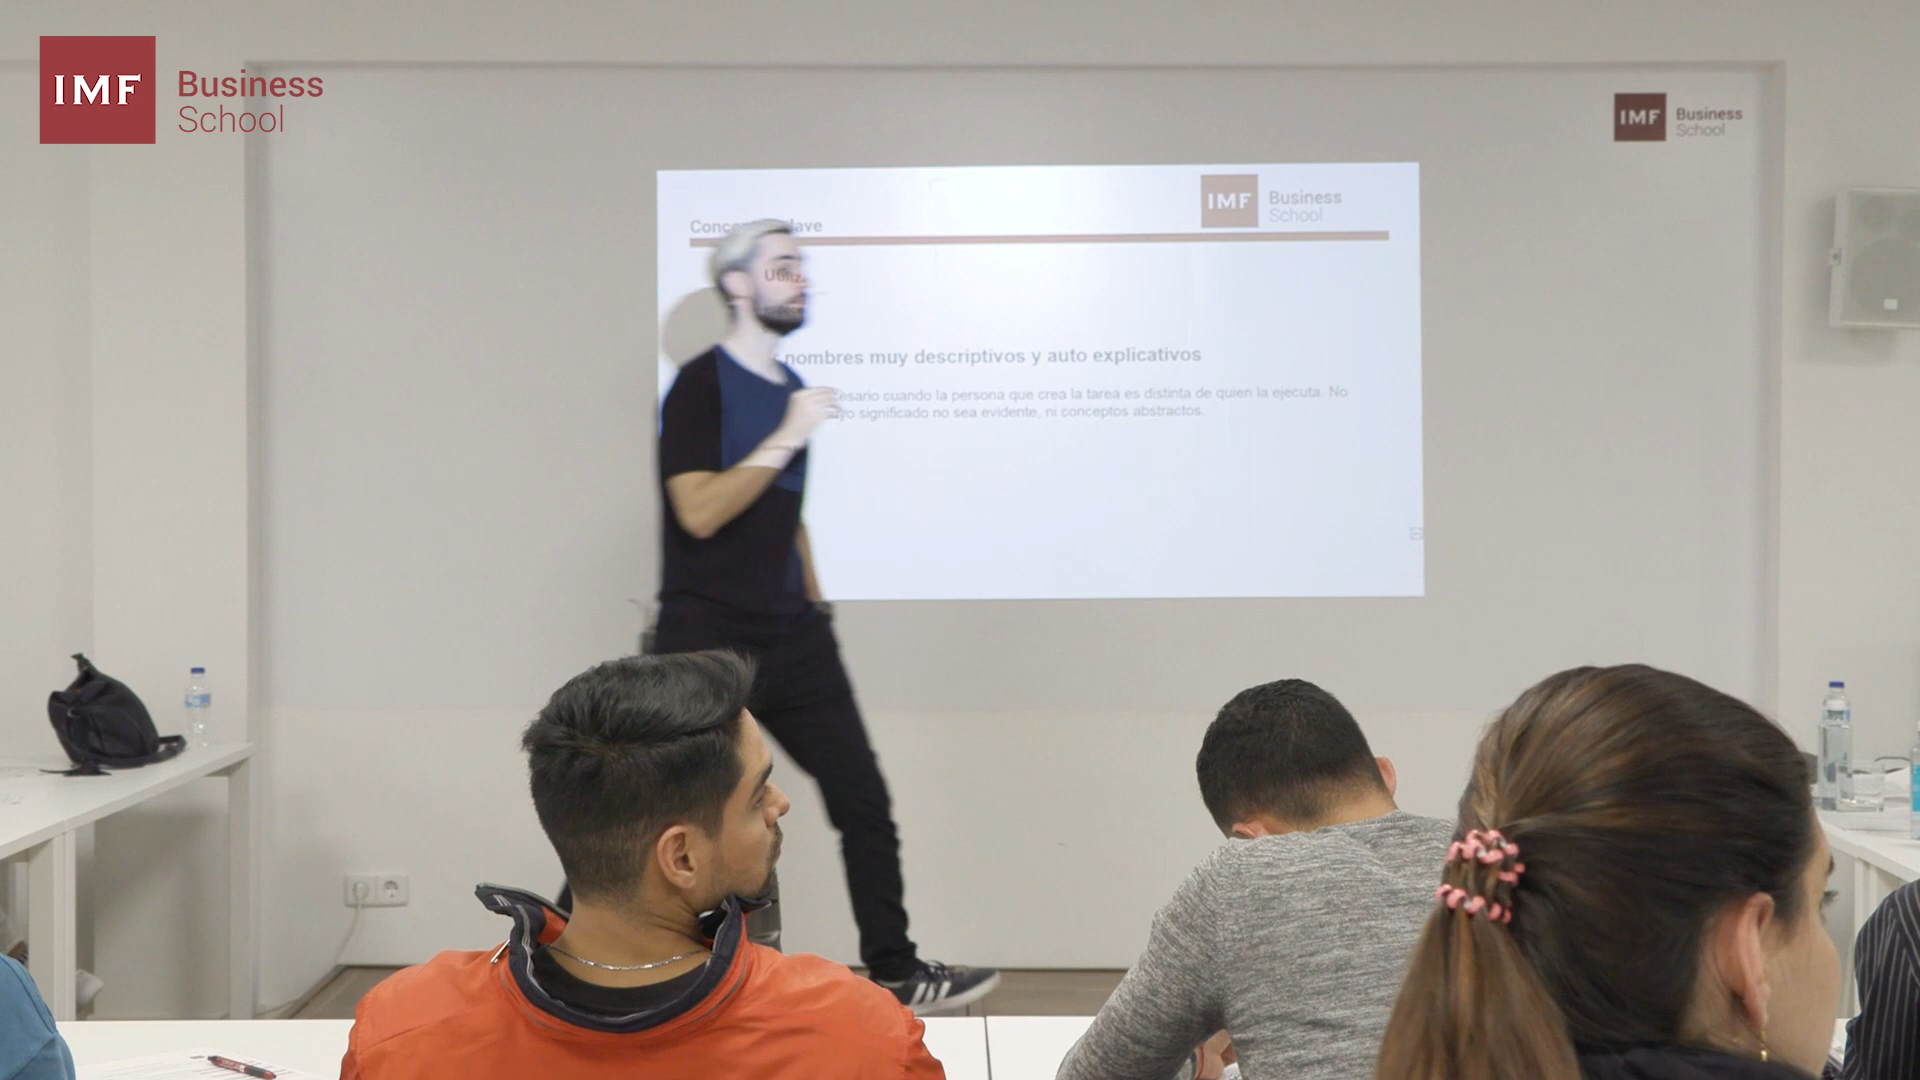 IMF
Business
School
IMF
Business
School
IMF
Business
School
Utiliz
nombres muy descriptivos y auto explicativos
cuando la persona que crea la tarea es distinta de quien la ejecuta. No
significado no sea evidente, ni conceptos abstractos.